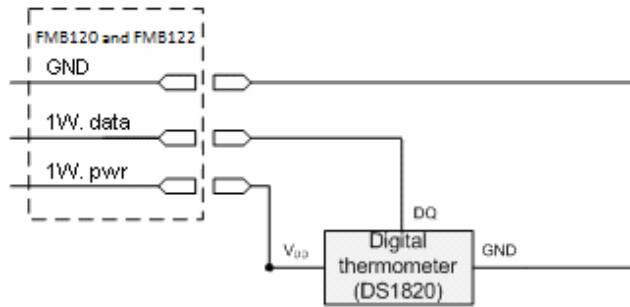 FMB120 and FMB122
GND
1W. data
1W. pwr
DQ
VDD
Digital
thermometer
(DS1820)
GND